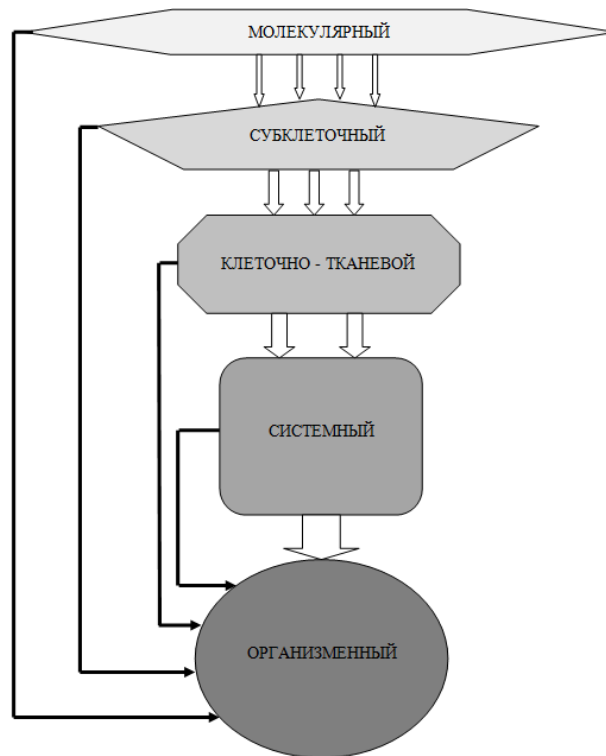 МОЛЕКУЛЯРНЫЙ
СУБКЛЕТОЧНЫЙ
КЛЕТОЧНО - ТКАНЕВОЙ
СИСТЕМНЫЙ
ОРГАНИЗМЕННЫЙ